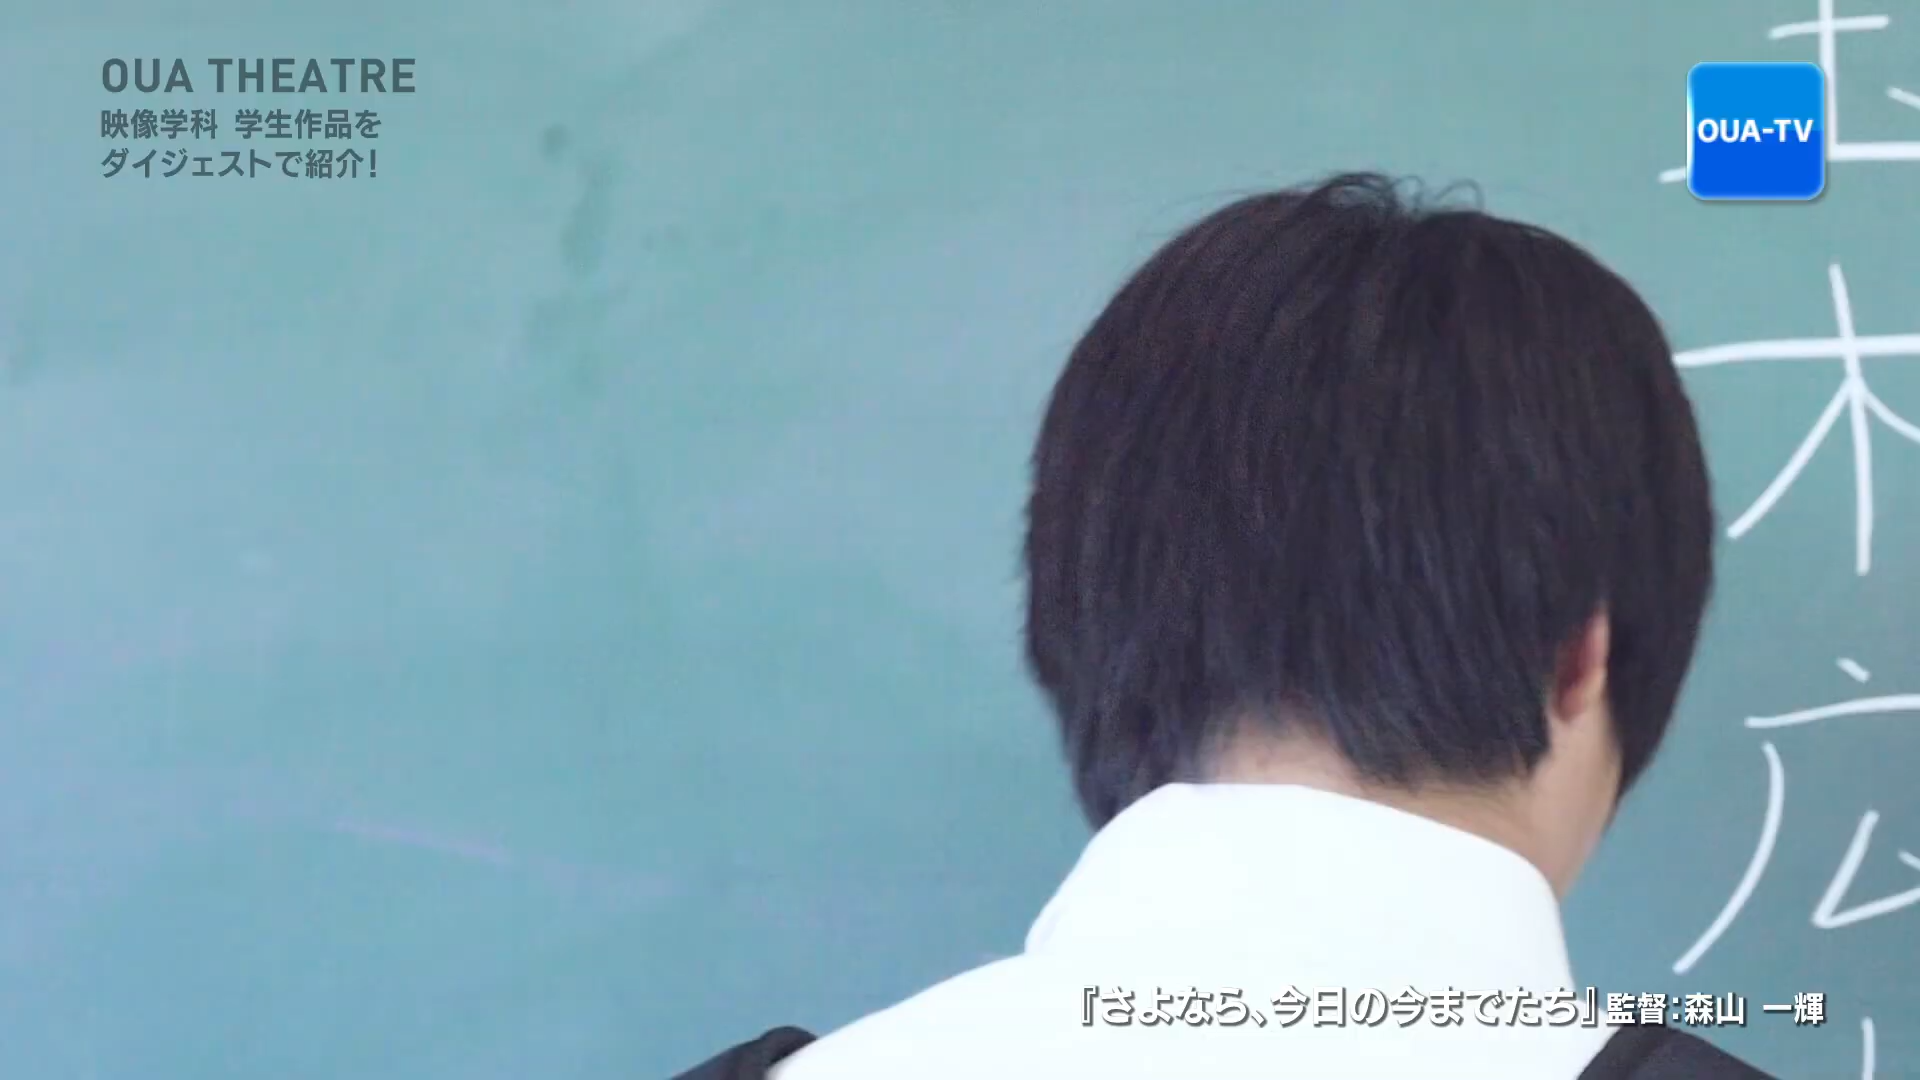 OUA THEATRE
映像学科 学生作品を
ダイジェストで紹介!
OUA-TV
『さよなら、今日の今までたち』監督:森山 一輝